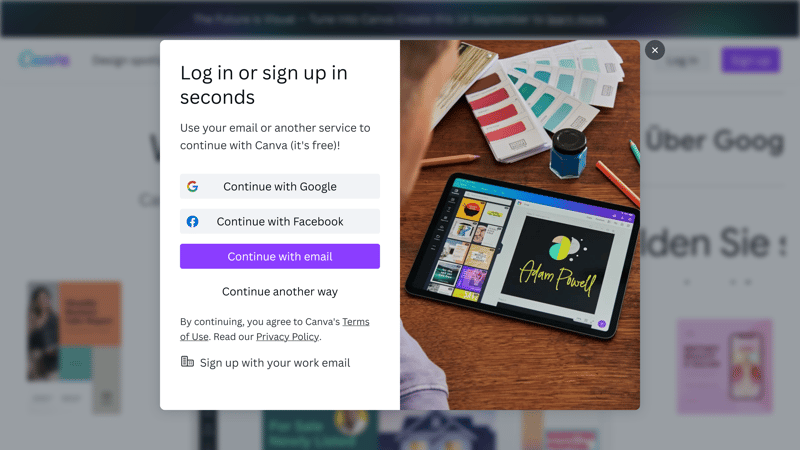 The Future is Visual — Tune into Canva Create this 14 September to learn more.
Canva
Design spotl
Log in
Sign up
Log in or sign up in
seconds
Use your email or another service to
continue with Canva (it's free)!
Continue with Google
Continue with Facebook
Continue with email
Continue another way
By continuing, you agree to Canva's Terms
of Use. Read our Privacy Policy.
Sign up with your work email
Adam Powell
Über Goog
lden Sie s
For Sale
Newly Listed